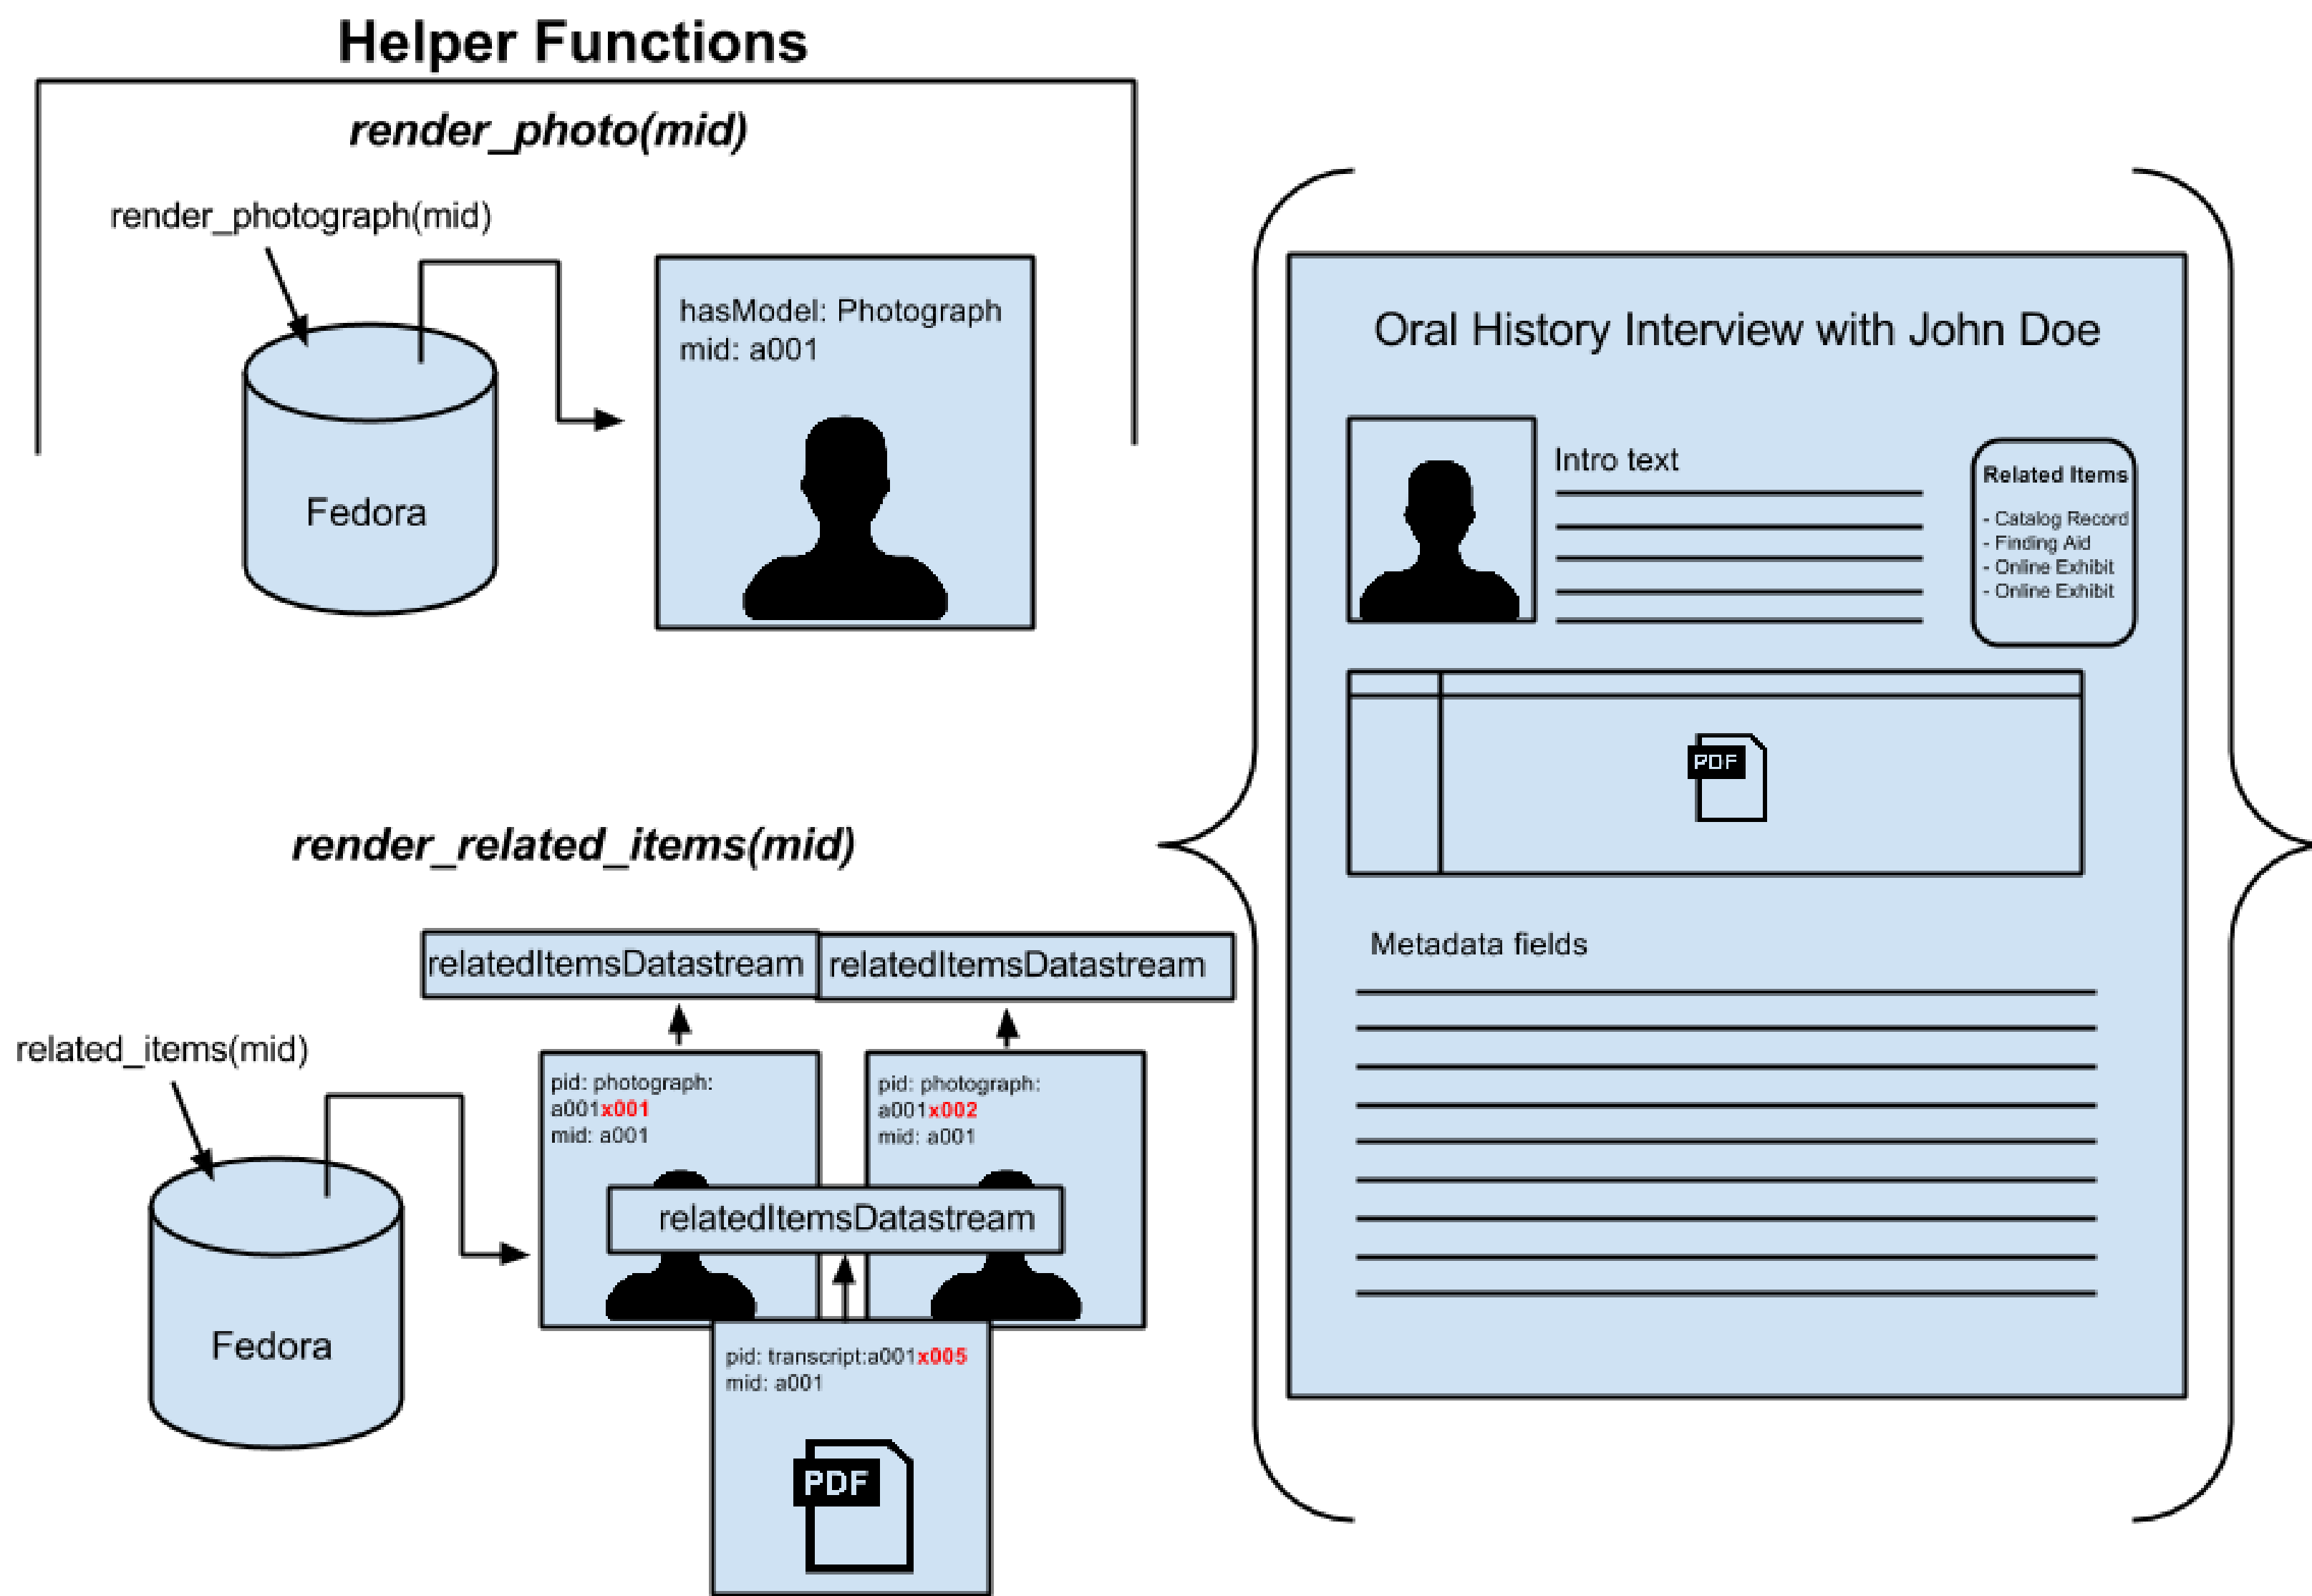 Helper Functions
render_photo(mid)
render_photograph(mid)
Fedora
hasModel: Photograph
mid: a001
render_related_items(mid)
relatedItemsDatastream
relatedItemsDatastream
related_items(mid)
Fedora
pid: photograph:
a001x001
mid: a001
pid: photograph:
a001x002
mid: a001
relatedItemsDatastream
pid: transcript:a001x005
mid: a001
PDF
Oral History Interview with John Doe
Intro text
Related Items
- Catalog Record
- Finding Aid
- Online Exhibit
- Online Exhibit
PDF
Metadata fields